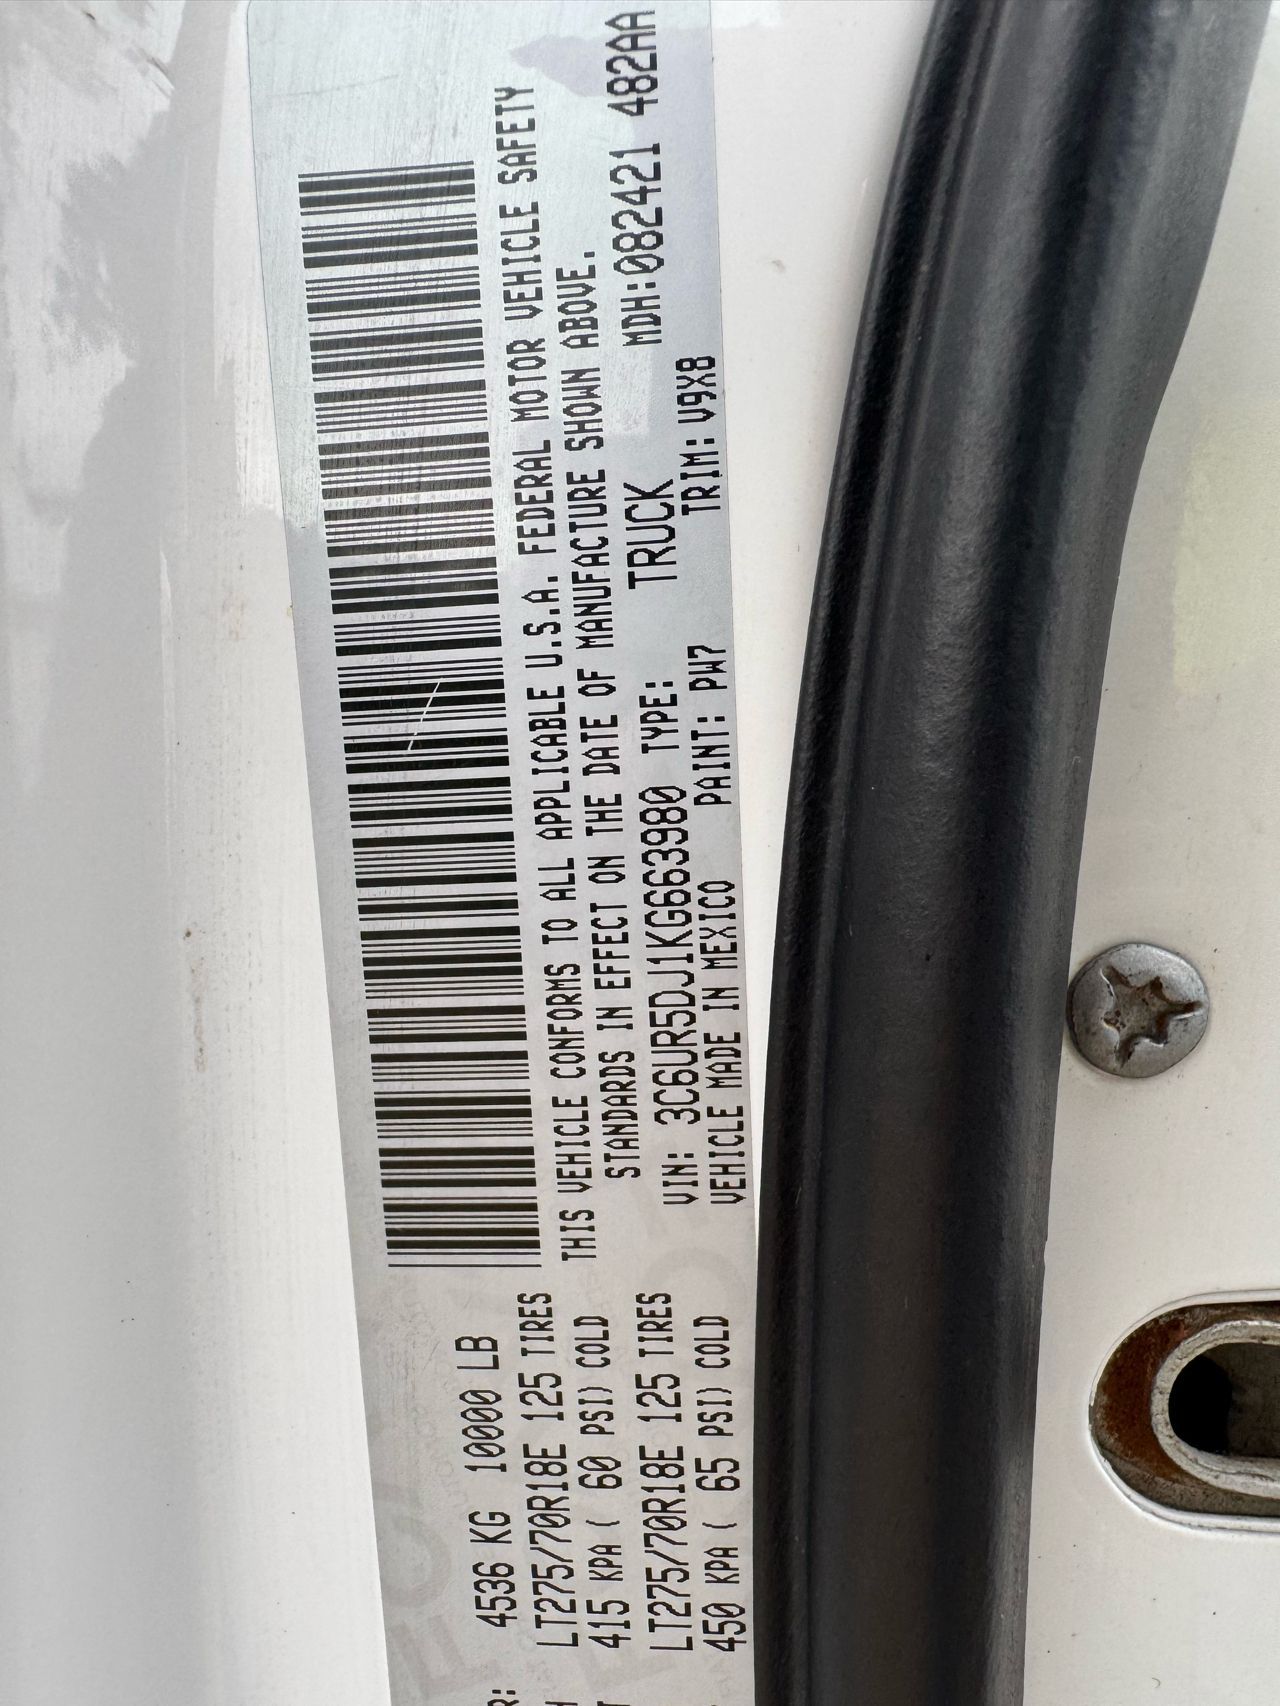 4536 KG 10000 LB
LT275/70R18E 125 TIRES
415 KPA ( 60 PSI) COLD
LT275/70R18E 125 TIRES
450 KPA ( 65 PSI) COLD
THIS VEHICLE CONFORMS TO ALL APPLICABLE U.S.A. FEDERAL MOTOR VEHICLE SAFETY
STANDARDS IN EFFECT ON THE DATE OF MANUFACTURE SHOWN ABOVE.
VIN: 3C6UR5DJ1KG663980 TYPE: TRUCK MDH:082421 482AA
VEHICLE MADE IN MEXICO PAINT: PW7 TRIM: V9X8